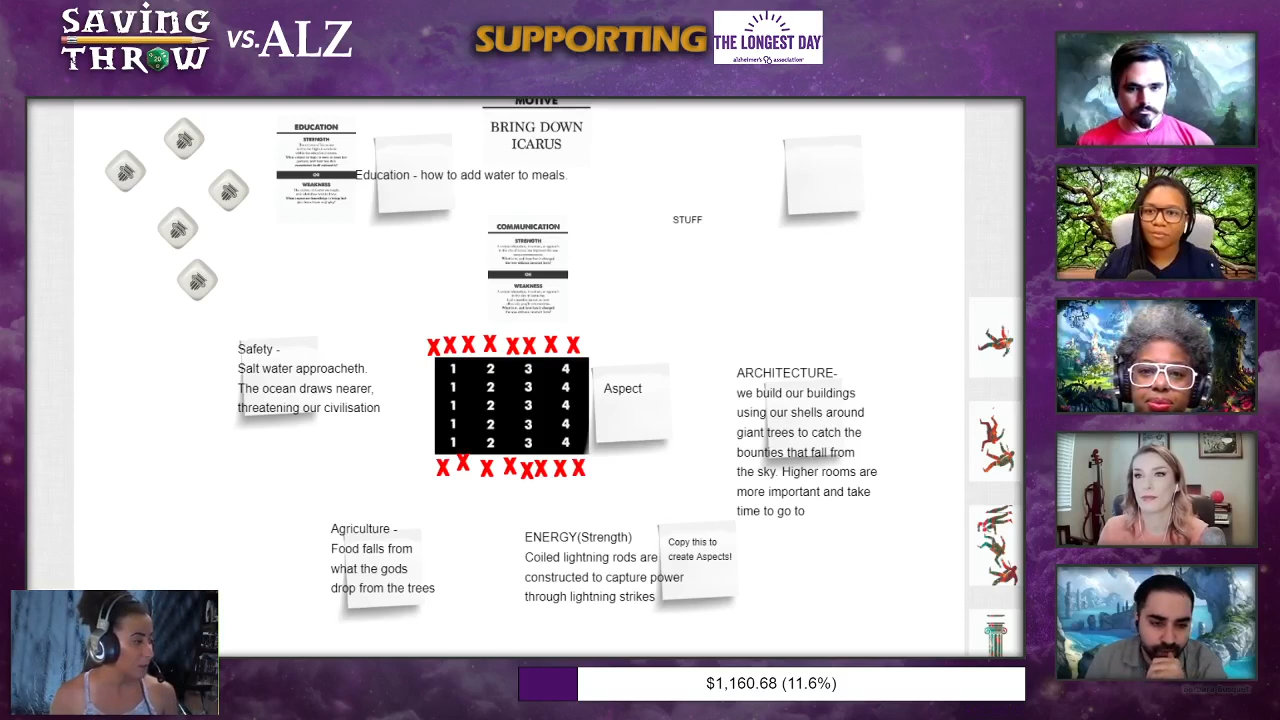 SAVING
THROW
20
VS. ALZ
SUPPORTING
THE LONGEST DAY
alzheimer's association
MOTIVE
BRING DOWN
ICARUS
EDUCATION
STRENGTH
OR
WEAKNESS
Education - how to add water to meals.
STUFF
COMMUNICATION
STRENGTH
OR
WEAKNESS
Safety -
Salt water approacheth.
The ocean draws nearer,
threatening our civilisation
X X X X X X X X
1 2 3 4
1 2 3 4
1 2 3 4
1 2 3 4
1 2 3 4
X X X X X X X X
Aspect
ARCHITECTURE-
we build our buildings
using our shells around
giant trees to catch the
bounties that fall from
the sky. Higher rooms are
more important and take
time to go to
Agriculture -
Food falls from
what the gods
drop from the trees
ENERGY(Strength)
Coiled lightning rods are
constructed to capture power
through lightning strikes
Copy this to
create Aspects!
$1,160.68 (11.6%)